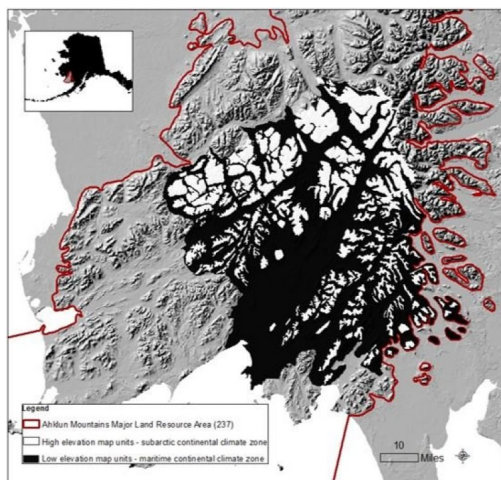 Legend
Ahklun Mountains Major Land Resource Area (237)
High elevation map units - subarctic continental climate zone
Low elevation map units - maritime continental climate zone
10
Miles